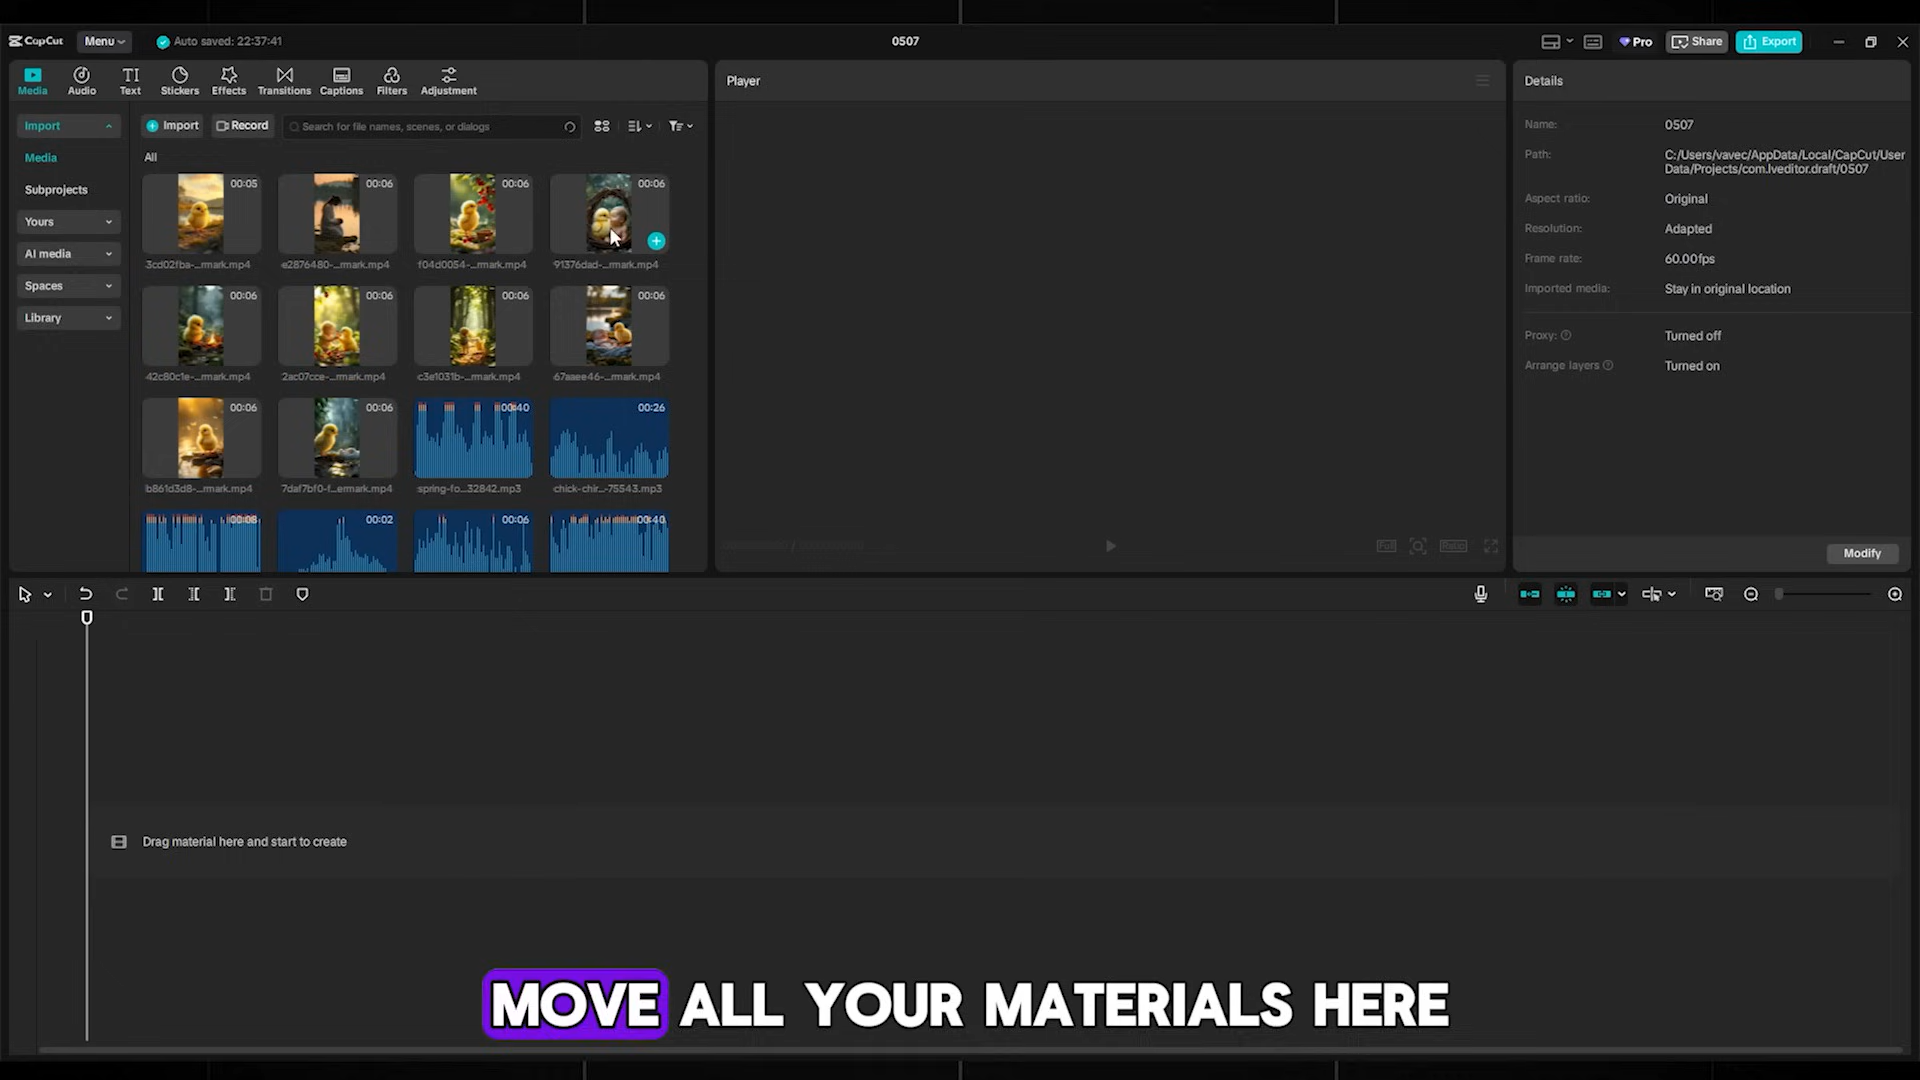 CapCut
Menu
Auto saved: 22:37:41
0507
Pro
Share
Export
Media
Audio
Text
Stickers
Effects
Transitions
Captions
Filters
Adjustment
Import
Media
Subprojects
Yours
AI media
Spaces
Library
Import
Record
Search for file names, scenes, or dialogs
All
00:05
00:06
00:06
00:06
3cd02fba-...rmark.mp4
e2876480-...rmark.mp4
f04d0054-...rmark.mp4
91376dad-...rmark.mp4
00:06
00:06
00:06
00:06
42c80c1e-...rmark.mp4
2ac07cce-...rmark.mp4
c3e1031b-...rmark.mp4
67aaee46-...rmark.mp4
00:06
00:06
00:40
00:26
b861d3d8-...rmark.mp4
7daf7bf0-f...ermark.mp4
spring-fo...32842.mp3
chick-chir...-75543.mp3
00:08
00:02
00:06
00:40
Player
Full
Ratio
Details
Name:
0507
Path:
C:/Users/vavec/AppData/Local/CapCut/User
Data/Projects/com.lveditor.draft/0507
Aspect ratio:
Original
Resolution:
Adapted
Frame rate:
60.00fps
Imported media:
Stay in original location
Proxy:
Turned off
Arrange layers
Turned on
Modify
Drag material here and start to create
MOVE ALL YOUR MATERIALS HERE